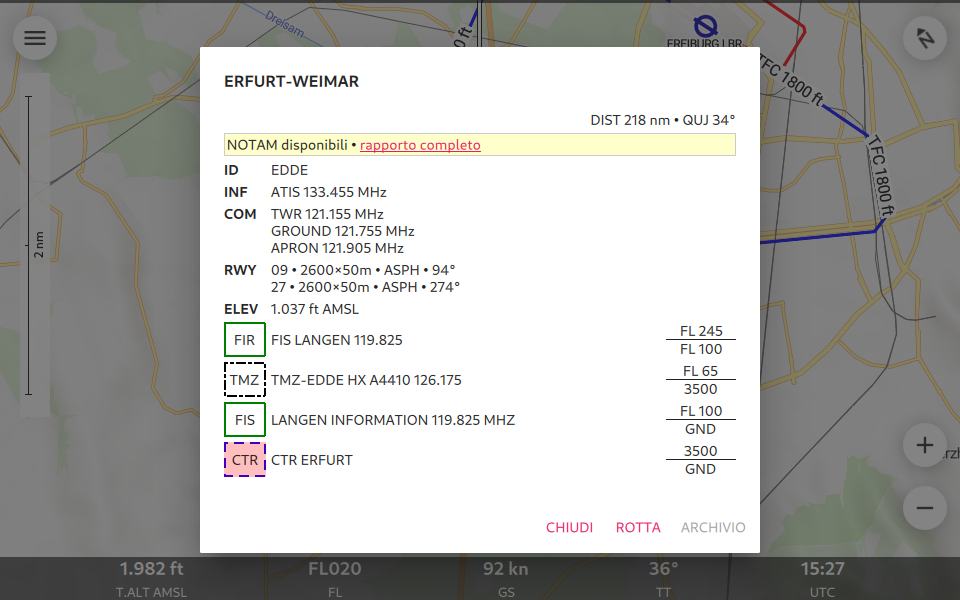 Dreisam
0 ft
FREIBURG LBR
TFC 1800 ft
TFC 1800 ft
2 nm
ERFURT-WEIMAR
DIST 218 nm • QUJ 34°
NOTAM disponibili • rapporto completo
ID EDDE
INF ATIS 133.455 MHz
COM TWR 121.155 MHz
GROUND 121.755 MHz
APRON 121.905 MHz
RWY 09 • 2600×50m • ASPH • 94°
27 • 2600×50m • ASPH • 274°
ELEV 1.037 ft AMSL
FIR FIS LANGEN 119.825 FL 245
FL 100
TMZ TMZ-EDDE HX A4410 126.175 FL 65
3500
FIS LANGEN INFORMATION 119.825 MHZ FL 100
GND
CTR CTR ERFURT 3500
GND
CHIUDI ROTTA ARCHIVIO
1.982 ft FL020 92 kn 36° 15:27
T.ALT AMSL FL GS TT UTC